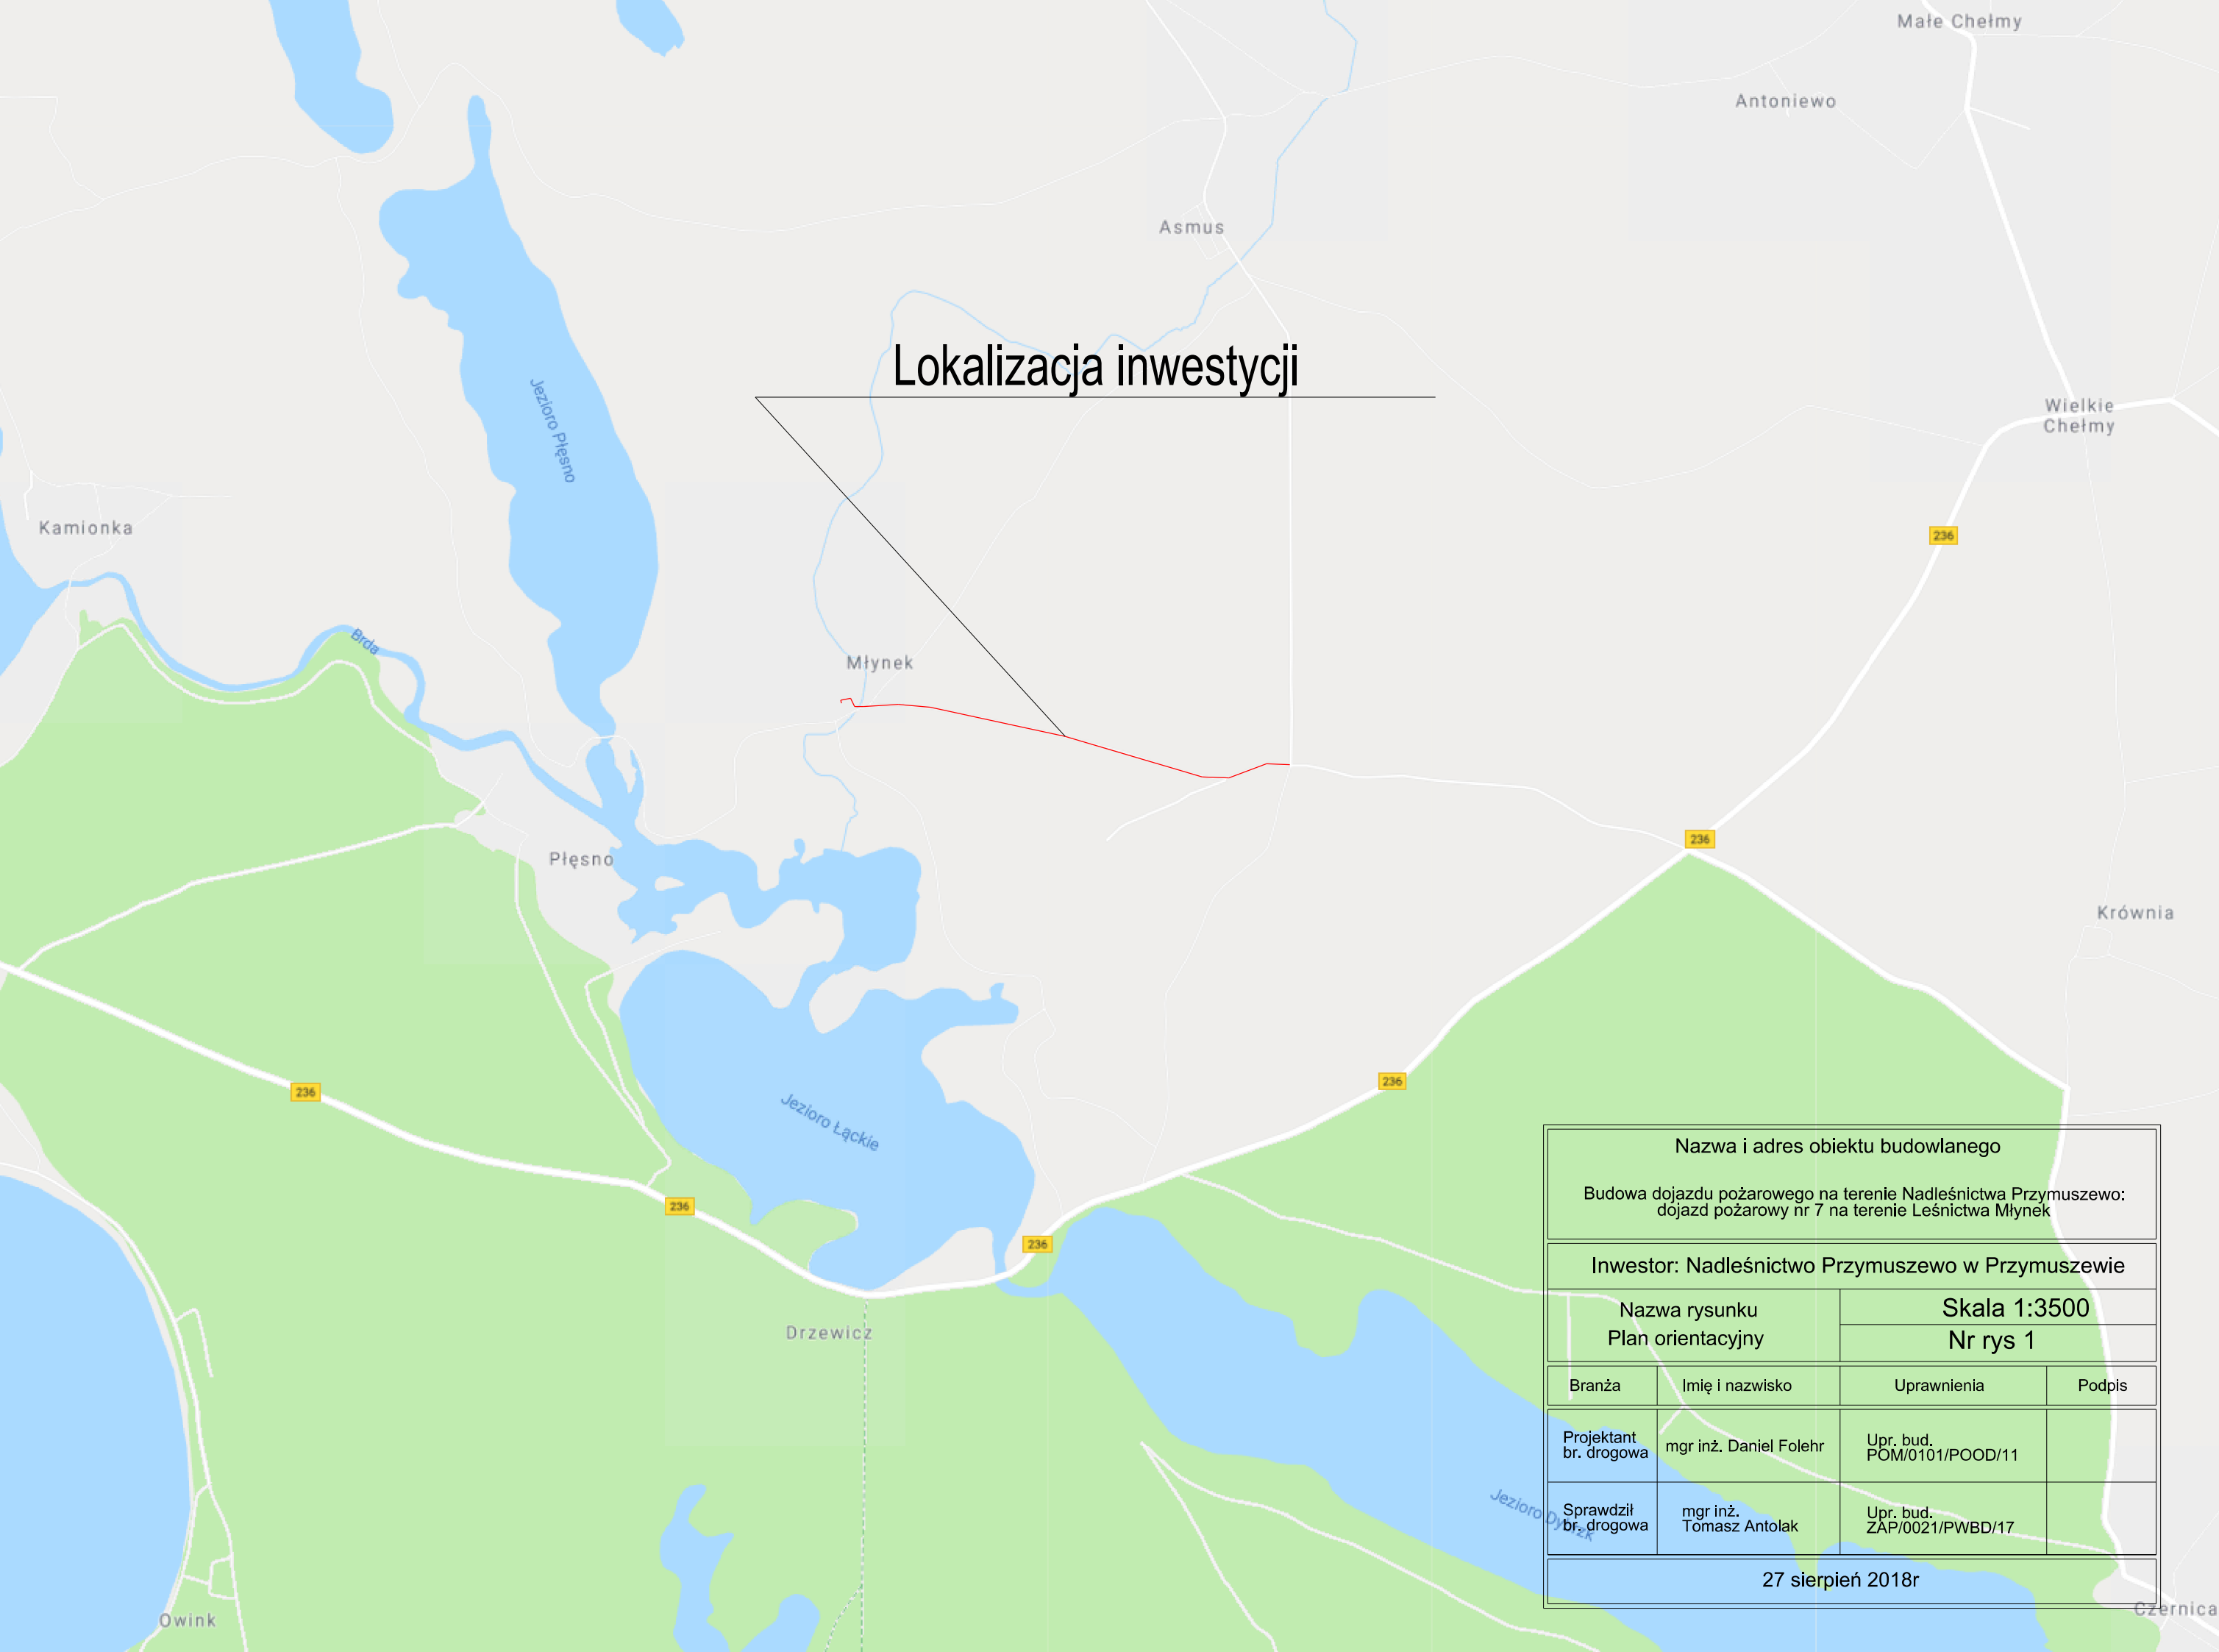 Małe Chełmy
Antoniewo
Asmus
Lokalizacja inwestycji
Jezioro Płęsno
Wielkie
Chełmy
Kamionka
236
Brda
Młynek
236
Płęsno
Krównia
236
236
Jezioro Łąckie
236
236
Drzewicz
Nazwa i adres obiektu budowlanego
Budowa dojazdu pożarowego na terenie Nadleśnictwa Przymuszewo:
dojazd pożarowy nr 7 na terenie Leśnictwa Młynek
Inwestor: Nadleśnictwo Przymuszewo w Przymuszewie
Nazwa rysunku
Plan orientacyjny
Skala 1:3500
Nr rys 1
Branża
Imię i nazwisko
Uprawnienia
Podpis
Projektant
br. drogowa
mgr inż. Daniel Folehr
Upr. bud.
POM/0101/POOD/11
Jezioro Dybrzk
Sprawdził
br. drogowa
mgr inż.
Tomasz Antolak
Upr. bud.
ZAP/0021/PWBD/17
27 sierpień 2018r
Owink
Czernica